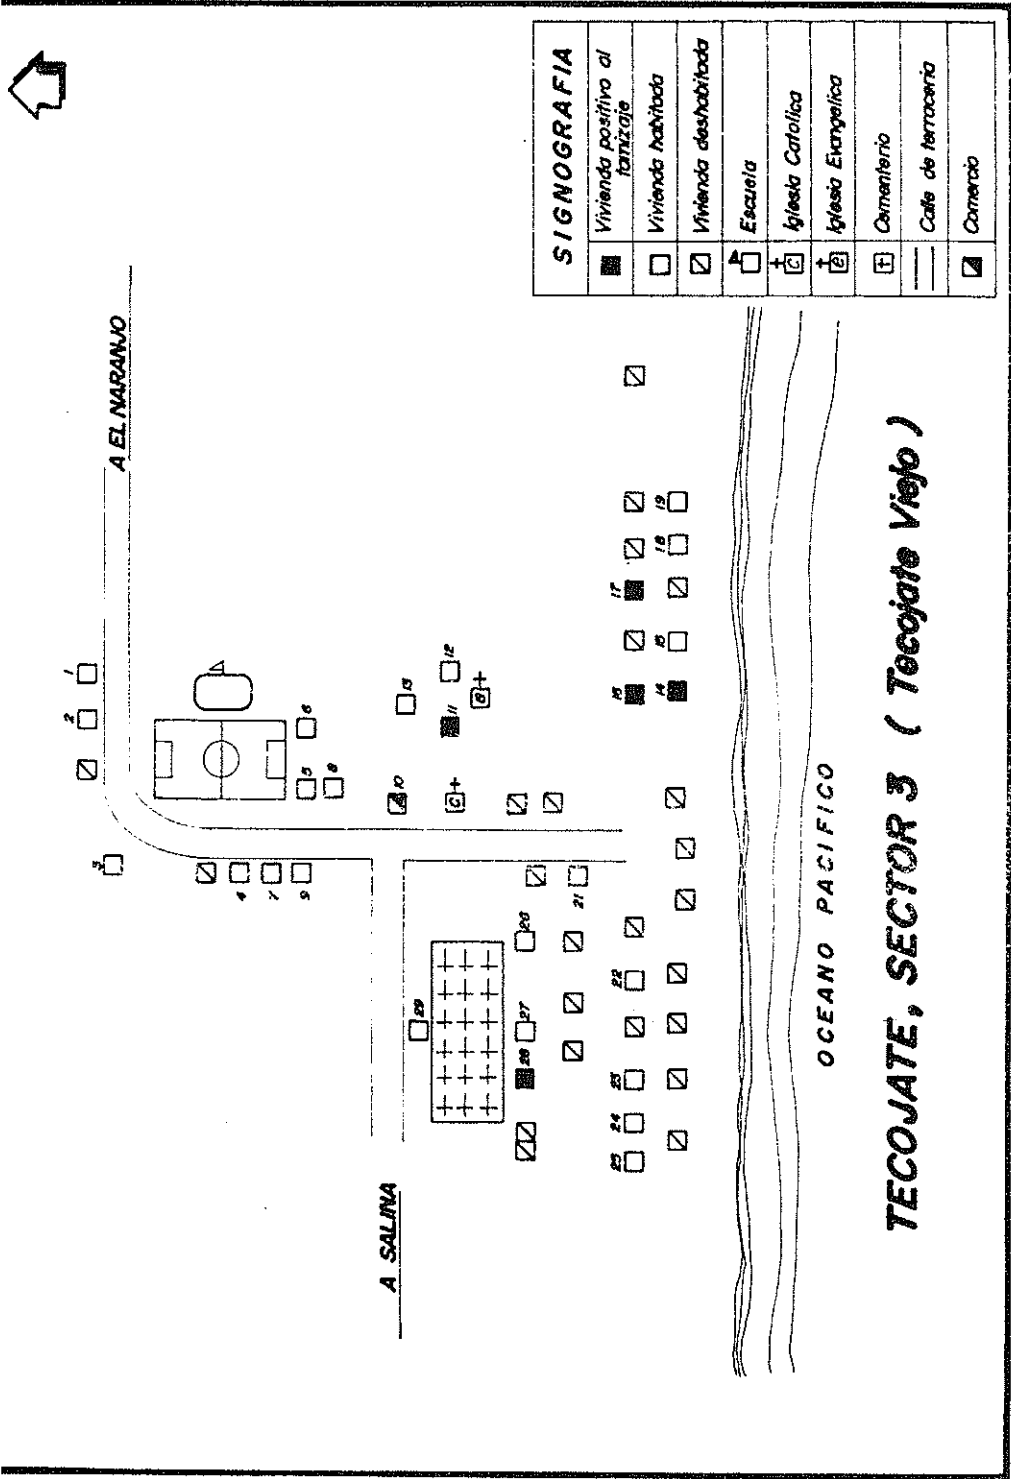 A EL NARANJO
1
2
3
4
7
9
5
6
8
10
11
12
13
A SALINA
29
20
27
21
17
15
14
16
18
19
22
23
24
25
OCEANO PACIFICO
TECOJATE, SECTOR 3 ( Tecojate Viejo )
SIGNOGRAFIA
Vivienda positivo al
tamizaje
Vivienda habitada
Vivienda deshabitada
Escuela
C Iglesia Catolica
e Iglesia Evangelica
Cementerio
Calle de terraceria
Comercio